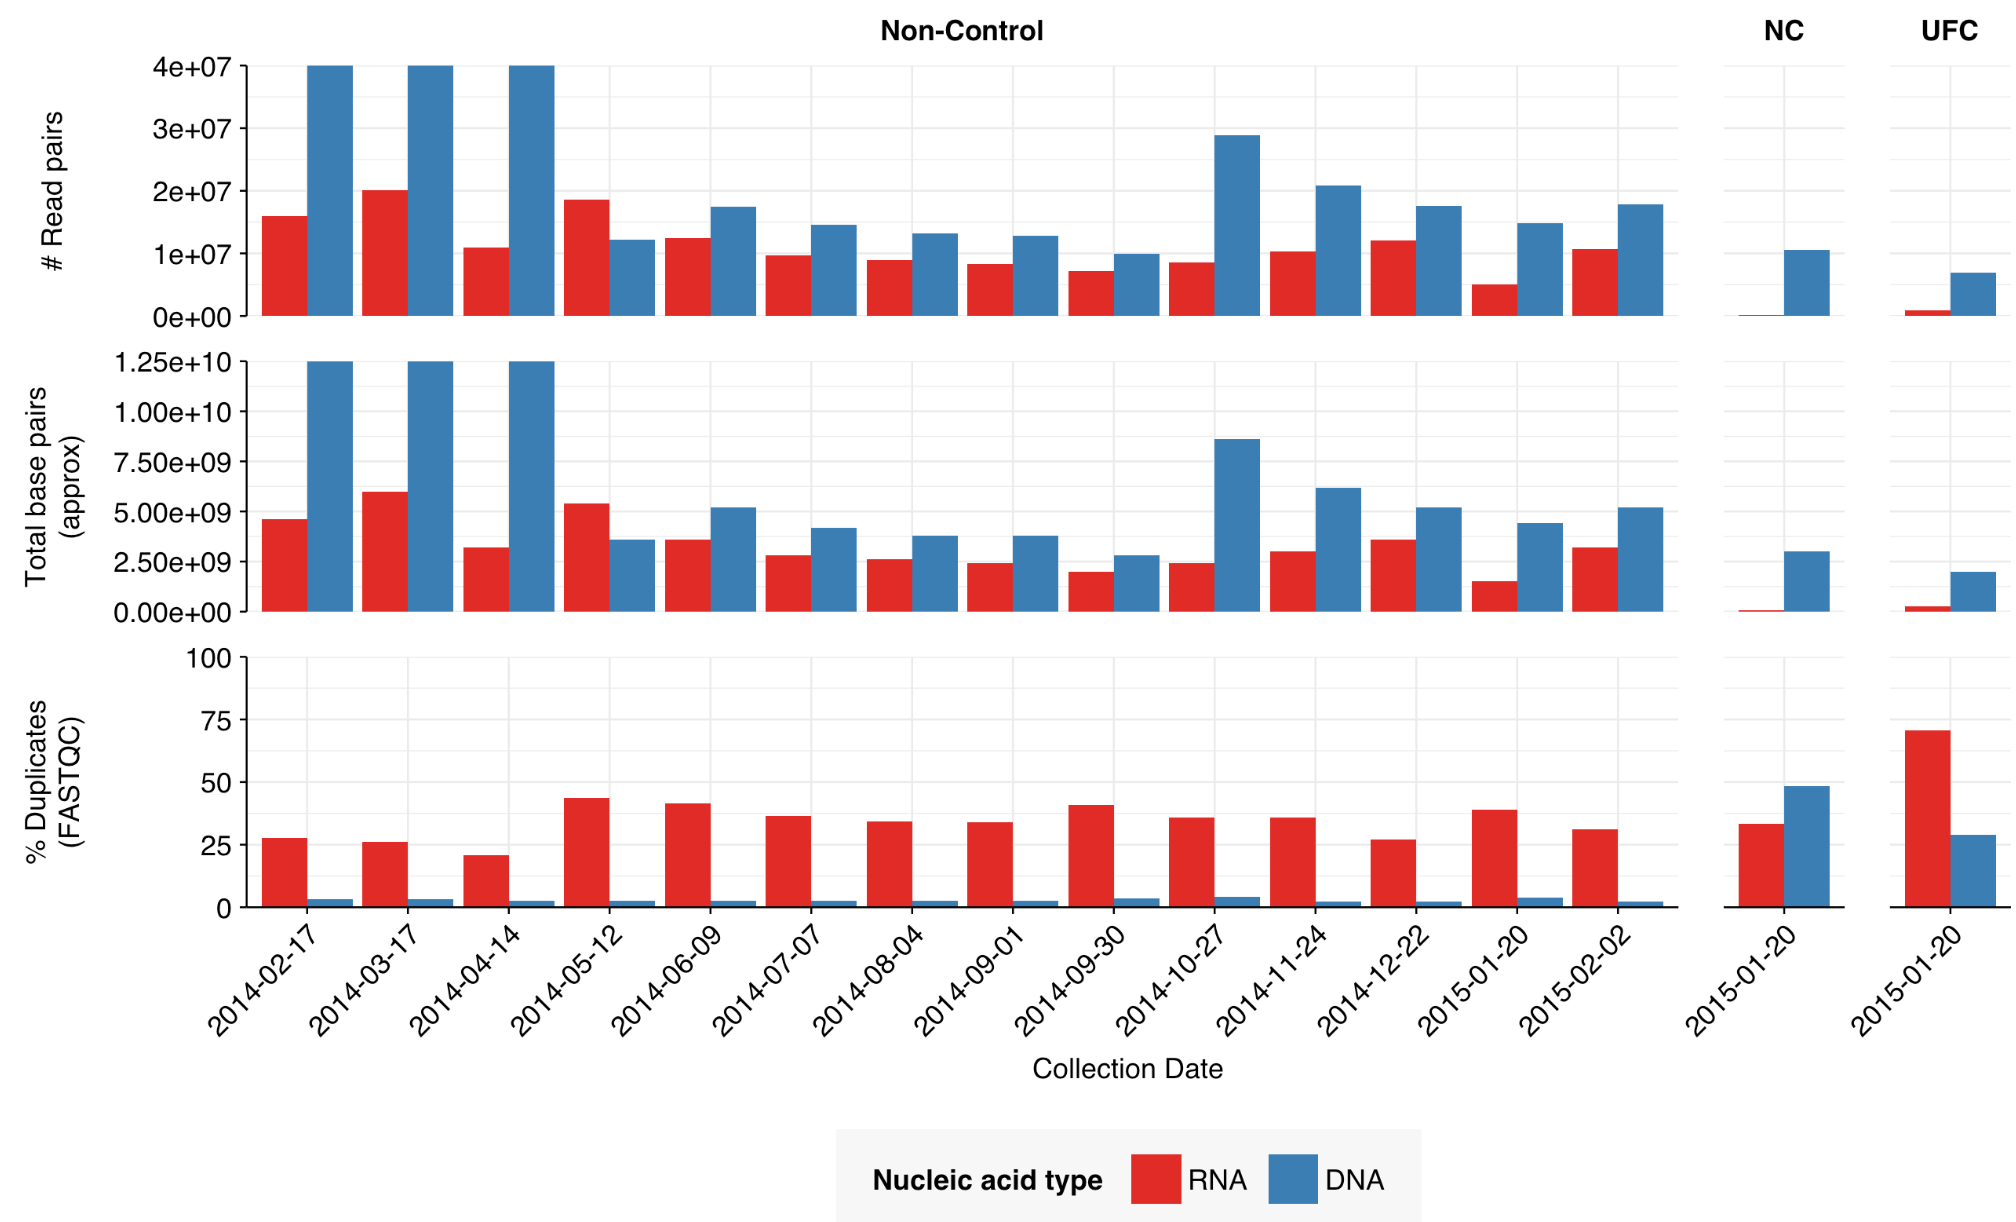 Non-Control
NC
UFC
# Read pairs
4e+07
3e+07
2e+07
1e+07
0e+00
Total base pairs
(approx)
1.25e+10
1.00e+10
7.50e+09
5.00e+09
2.50e+09
0.00e+00
% Duplicates
(FASTQC)
100
75
50
25
0
2014-02-17
2014-03-17
2014-04-14
2014-05-12
2014-06-09
2014-07-07
2014-08-04
2014-09-01
2014-09-30
2014-10-27
2014-11-24
2014-12-22
2015-01-20
2015-02-02
2015-01-20
2015-01-20
Collection Date
Nucleic acid type RNA DNA